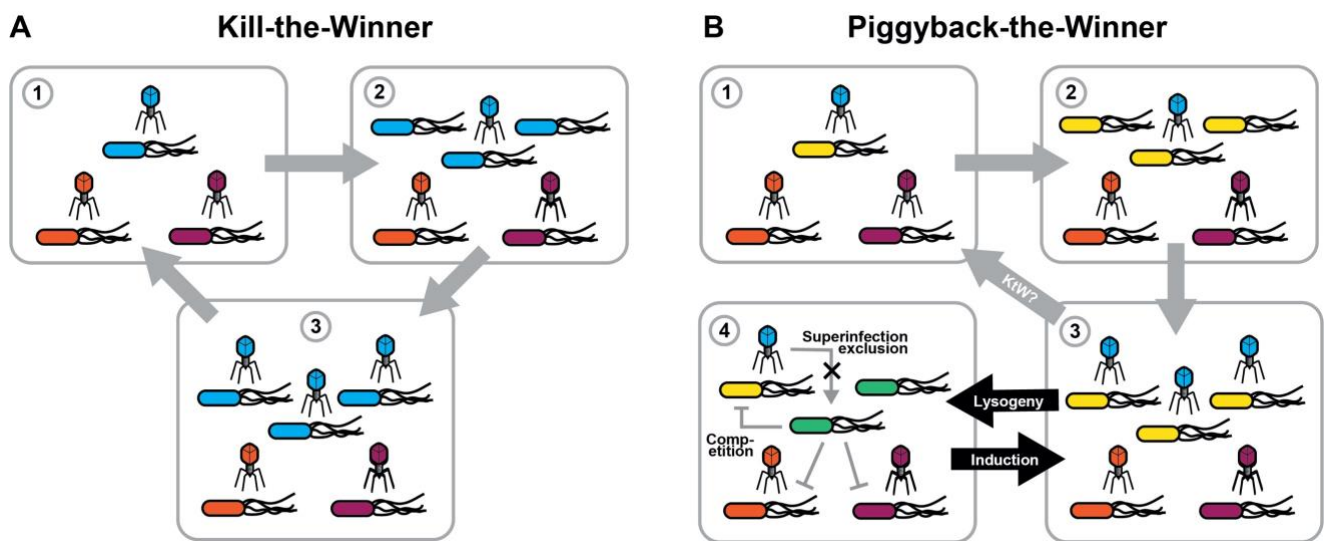 A
Kill-the-Winner
1
2
3
B
Piggyback-the-Winner
1
2
KtW?
4
Superinfection
exclusion
Comp-
etition
Lysogeny
Induction
3